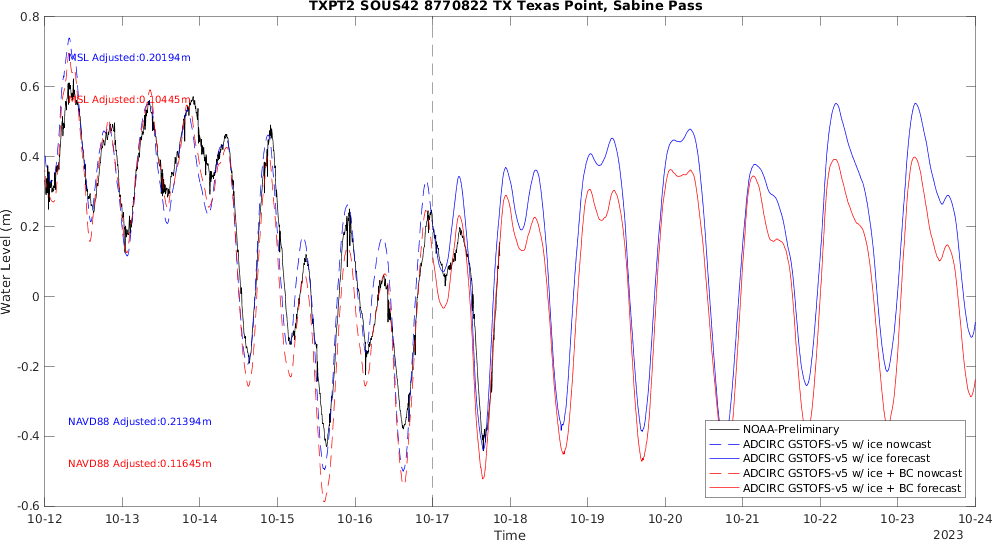 TXPT2 SOUS42 8770822 TX Texas Point, Sabine Pass
0.8
0.6
0.4
0.2
0
-0.2
-0.4
-0.6
Water Level (m)
MSL Adjusted:0.20194m
MSL Adjusted:0.10445m
NAVD88 Adjusted:0.21394m
NAVD88 Adjusted:0.11645m
NOAA-Preliminary
ADCIRC GSTOFS-v5 w/ ice nowcast
ADCIRC GSTOFS-v5 w/ ice forecast
ADCIRC GSTOFS-v5 w/ ice + BC nowcast
ADCIRC GSTOFS-v5 w/ ice + BC forecast
10-12 10-13 10-14 10-15 10-16 10-17 10-18 10-19 10-20 10-21 10-22 10-23 10-24
Time
2023